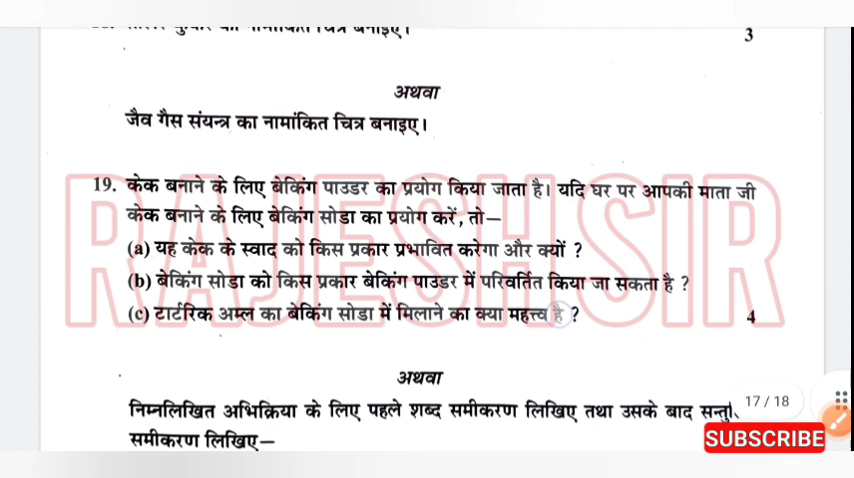 3
अथवा
जैव गैस संयन्त्र का नामांकित चित्र बनाइए।
19. केक बनाने के लिए बेकिंग पाउडर का प्रयोग किया जाता है। यदि घर पर आपकी माता जी
केक बनाने के लिए बेकिंग सोडा का प्रयोग करें, तो—
(a) यह केक के स्वाद को किस प्रकार प्रभावित करेगा और क्यों ?
(b) बेकिंग सोडा को किस प्रकार बेकिंग पाउडर में परिवर्तित किया जा सकता है ?
(c) टार्टरिक अम्ल का बेकिंग सोडा में मिलाने का क्या महत्त्व है ? 4
RAJESH SIR
अथवा
निम्नलिखित अभिक्रिया के लिए पहले शब्द समीकरण लिखिए तथा उसके बाद
समीकरण लिखिए—
17 / 18
SUBSCRIBE